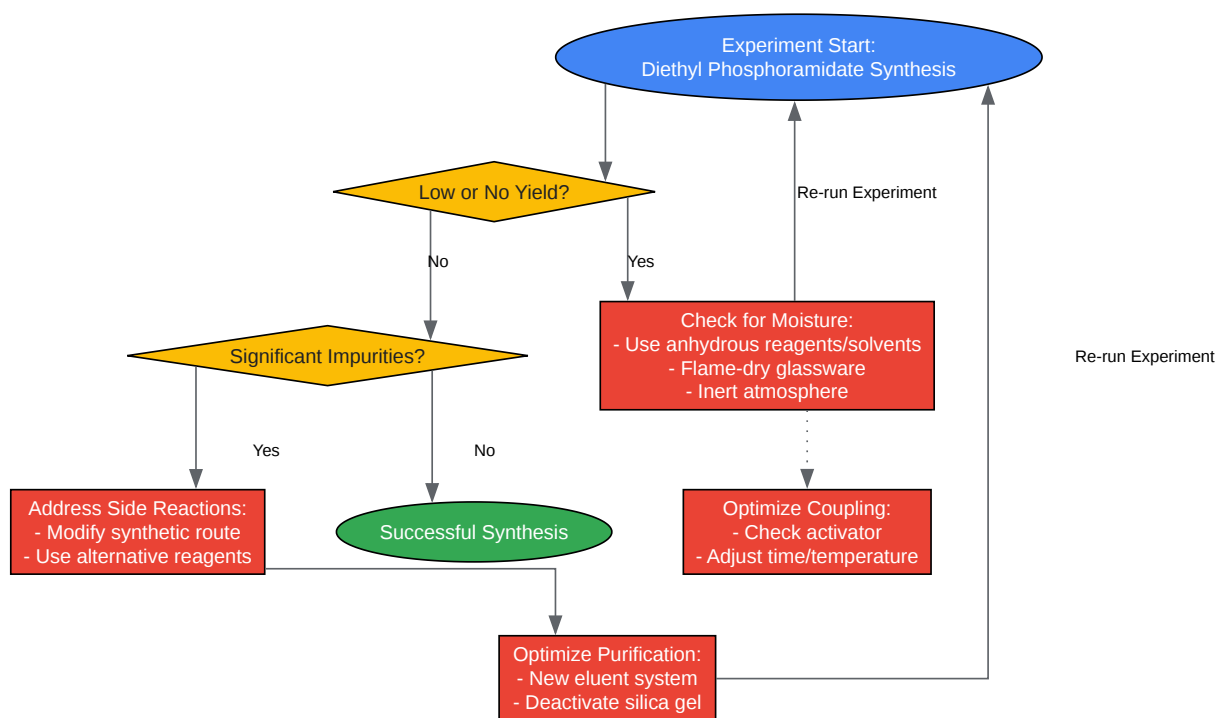 Experiment Start:
Diethyl Phosphoramidate Synthesis
Low or No Yield?
Re-run Experiment
No
Yes
Check for Moisture:
- Use anhydrous reagents/solvents
- Flame-dry glassware
- Inert atmosphere
Significant Impurities?
Re-run Experiment
Yes
No
Address Side Reactions:
- Modify synthetic route
- Use alternative reagents
Successful Synthesis
Optimize Coupling:
- Check activator
- Adjust time/temperature
Optimize Purification:
- New eluent system
- Deactivate silica gel